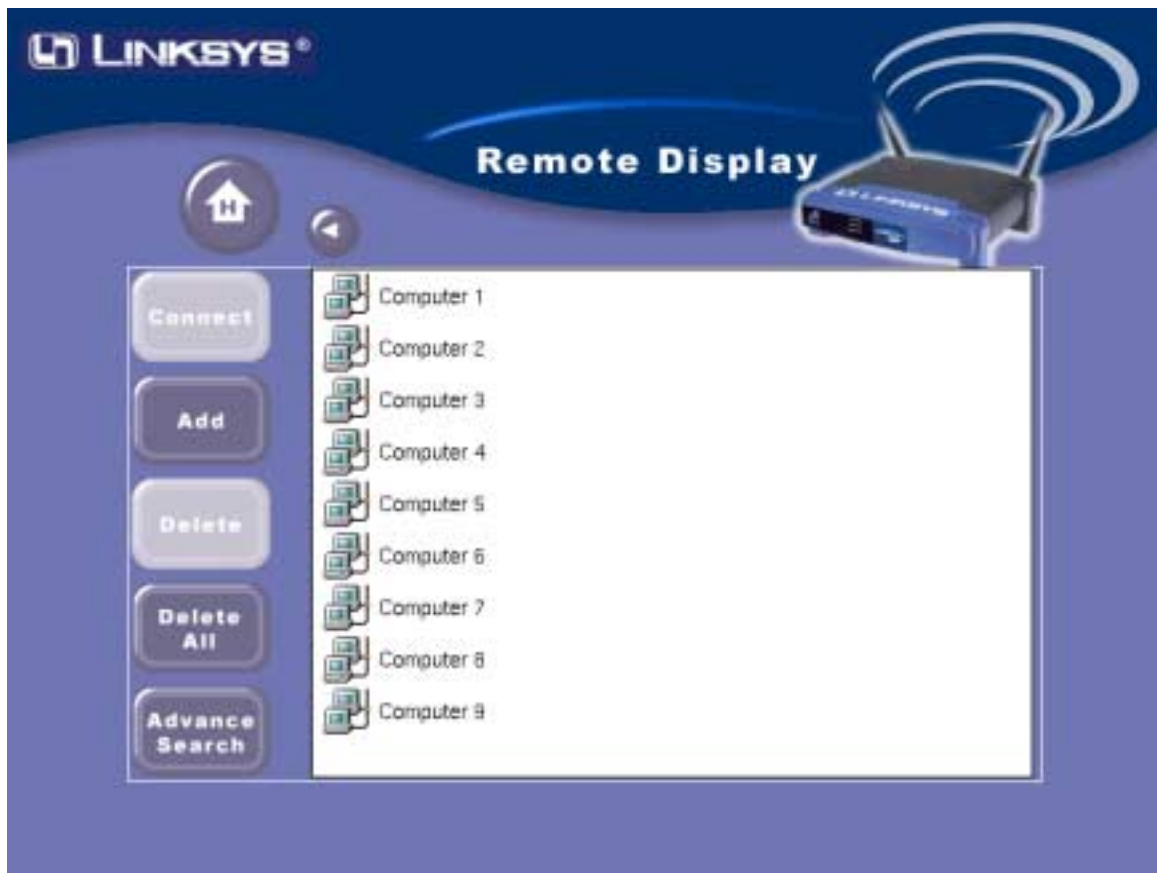 LINKSYS®
Remote Display
H
LINKSYS
Connect
Computer 1
Computer 2
Add
Computer 3
Computer 4
Delete
Computer 5
Computer 6
Delete
All
Computer 7
Computer 8
Advance
Search
Computer 9